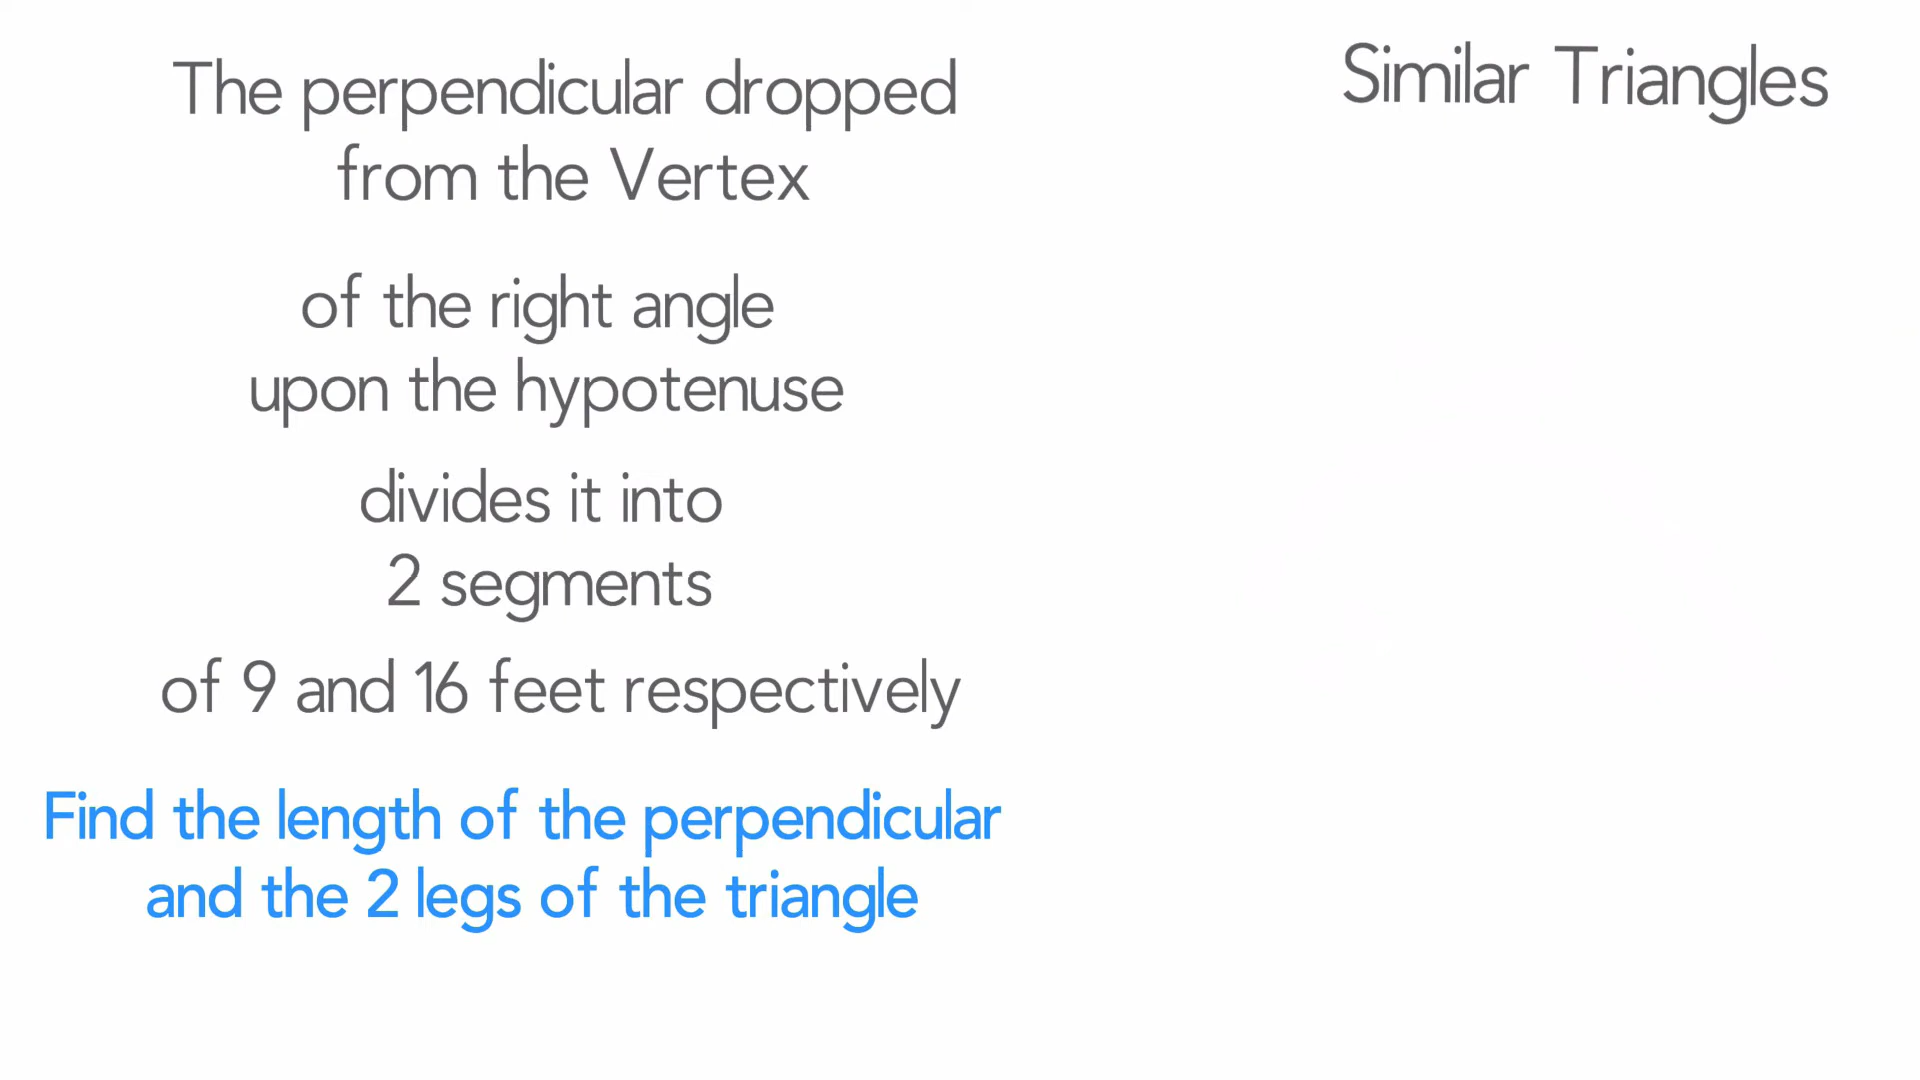 The perpendicular dropped
from the Vertex
of the right angle
upon the hypotenuse
divides it into
2 segments
of 9 and 16 feet respectively
Find the length of the perpendicular
and the 2 legs of the triangle
Similar Triangles